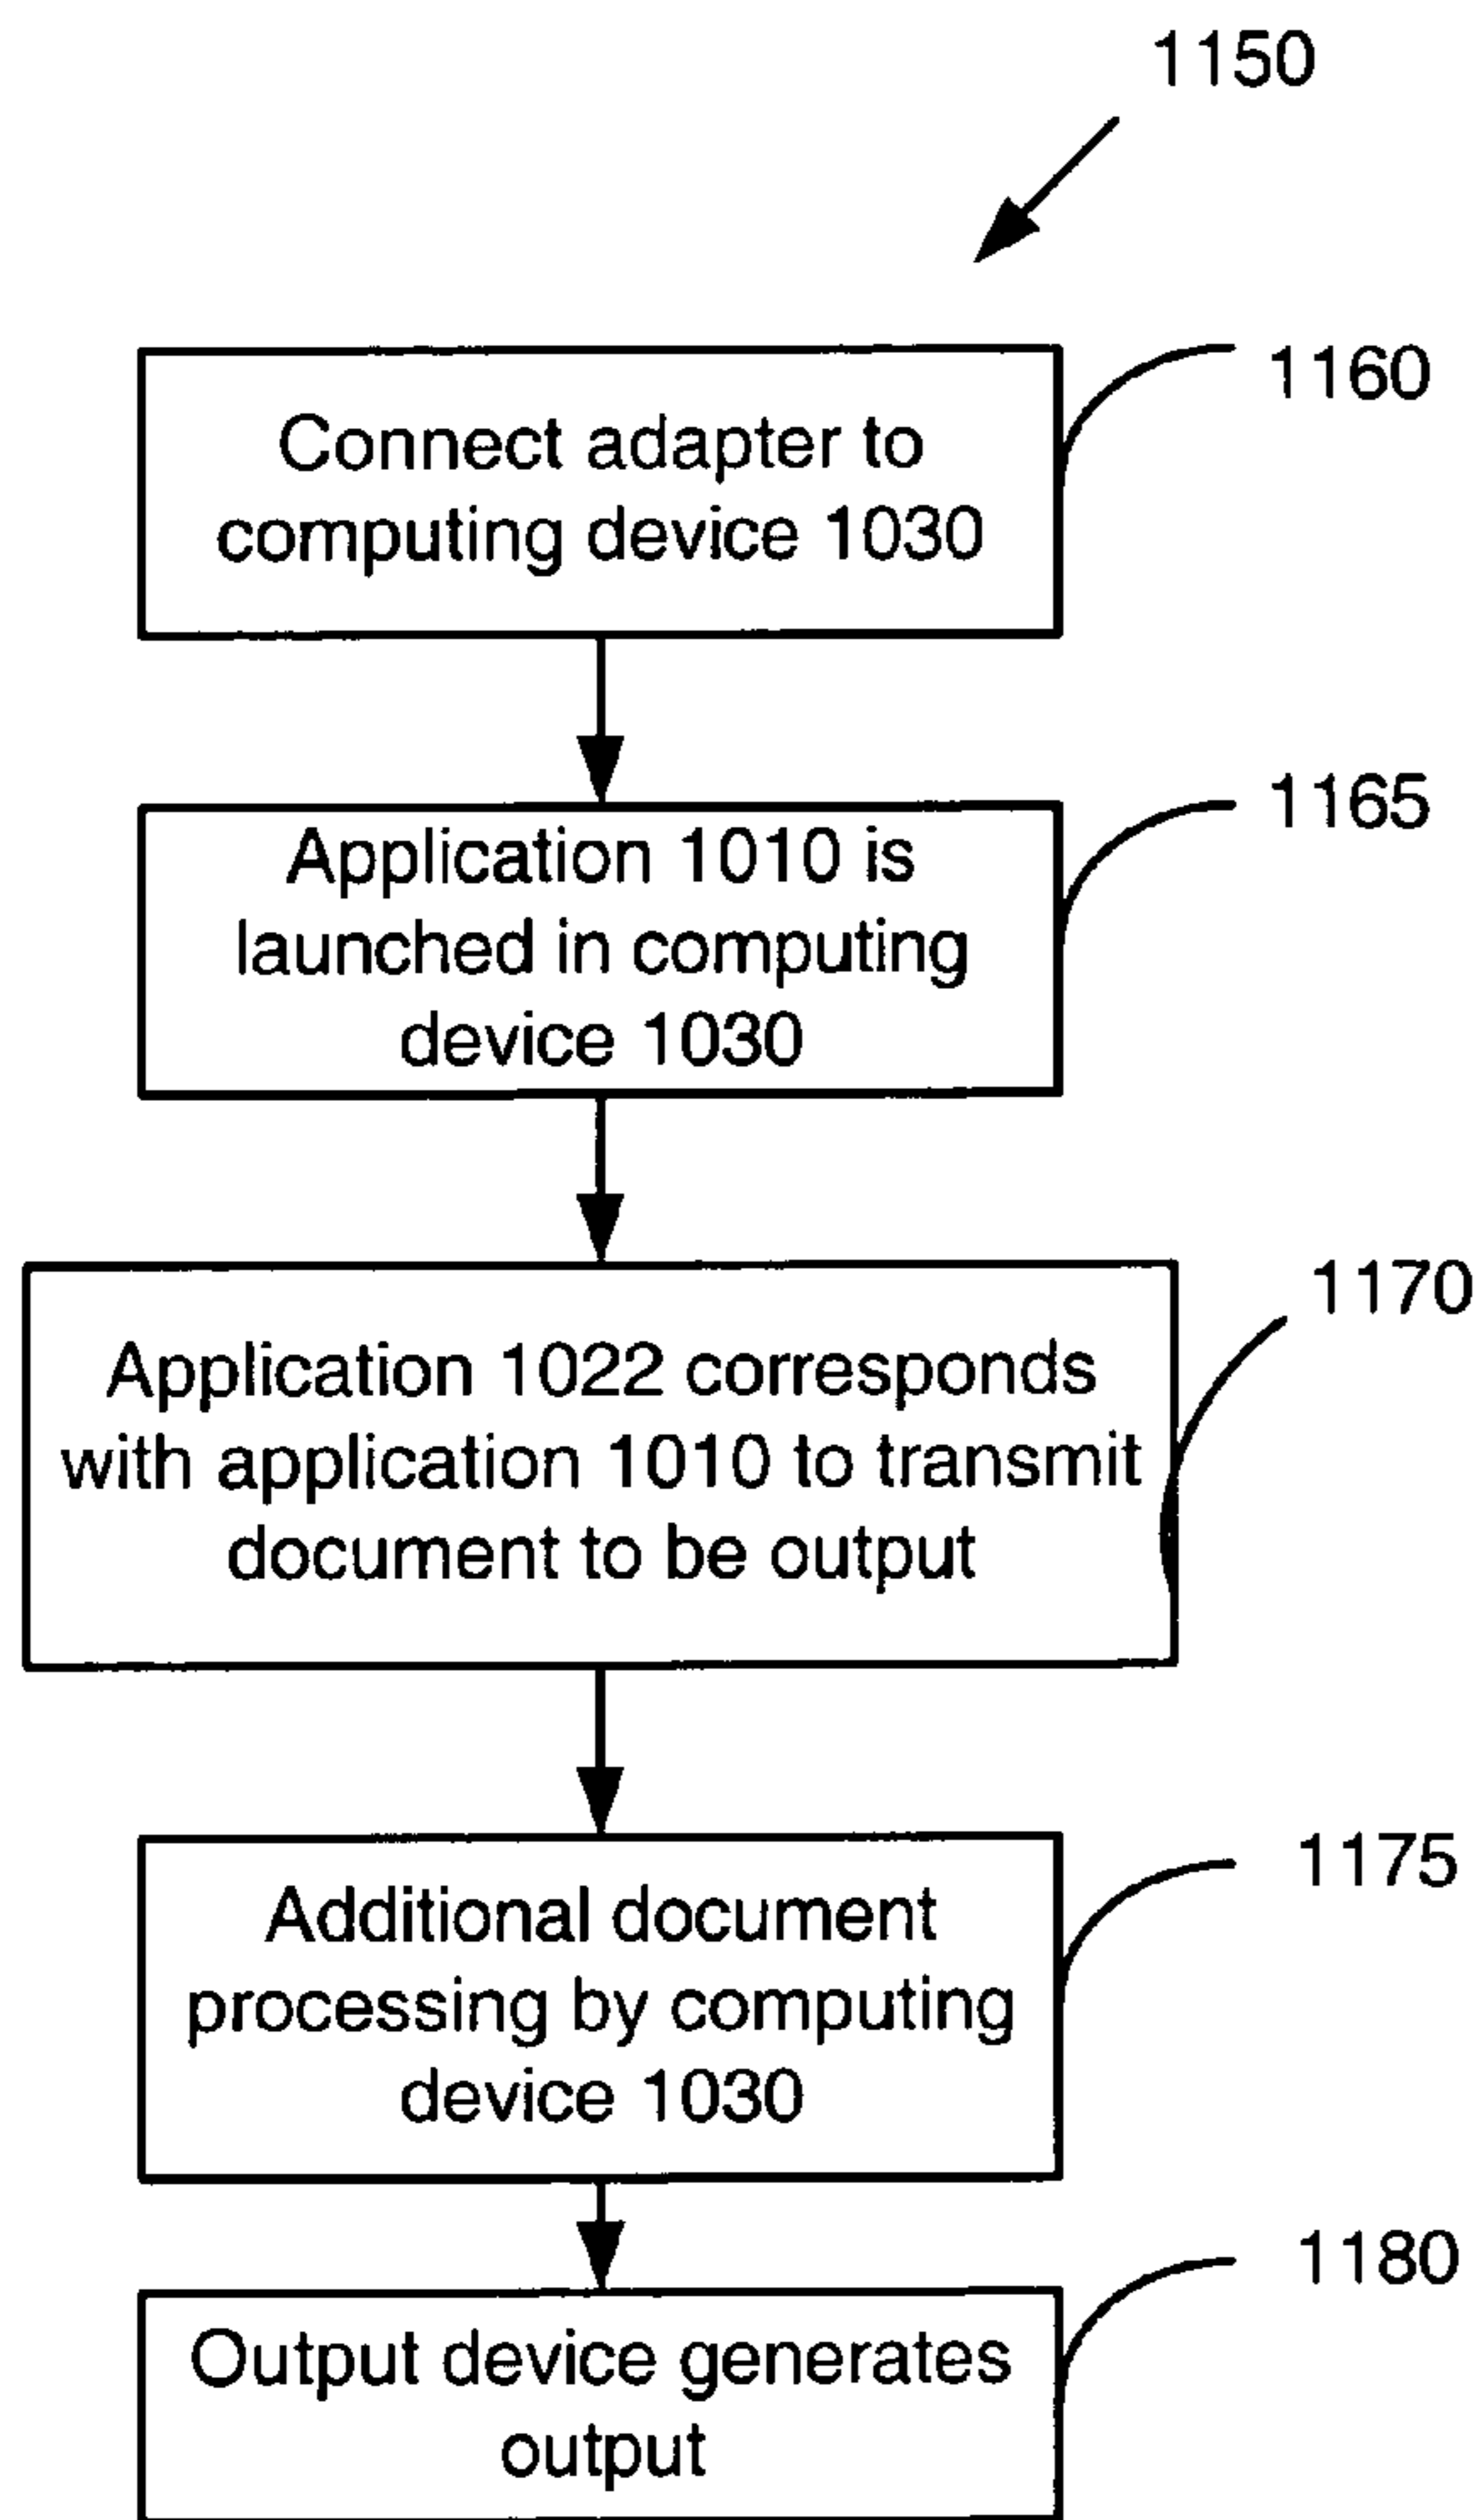 1150
1160
Connect adapter to
computing device 1030
1165
Application 1010 is
launched in computing
device 1030
1170
Application 1022 corresponds
with application 1010 to transmit
document to be output
1175
Additional document
processing by computing
device 1030
1180
Output device generates
output